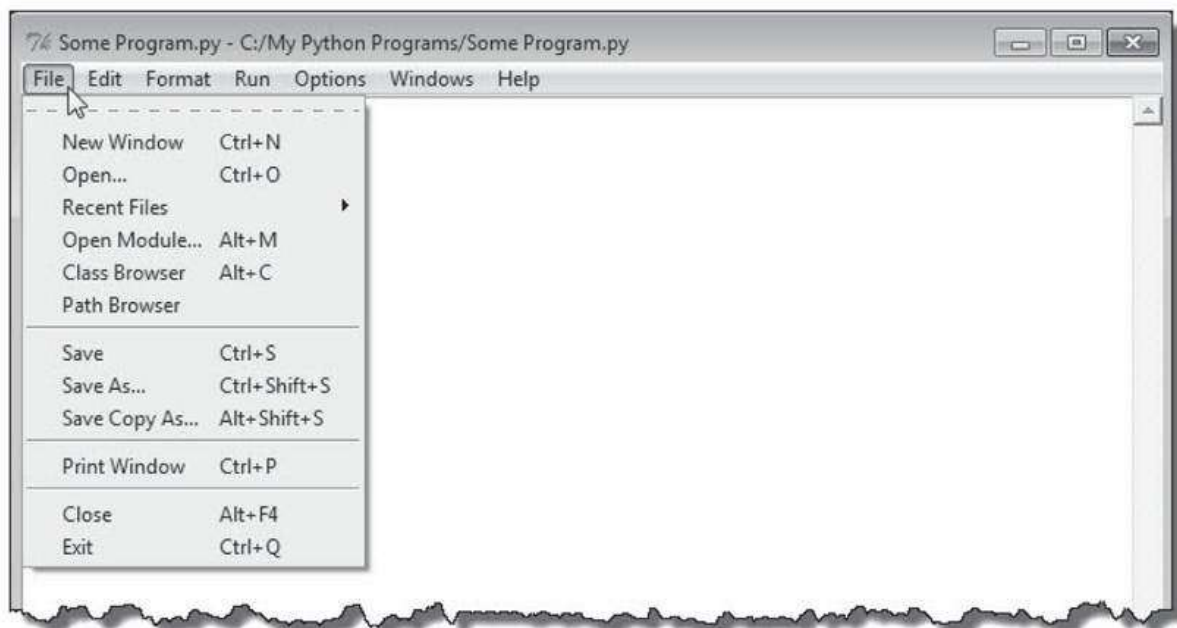 Some Program.py - C:/My Python Programs/Some Program.py
File Edit Format Run Options Windows Help
New Window Ctrl+N
Open... Ctrl+O
Recent Files
Open Module... Alt+M
Class Browser Alt+C
Path Browser
Save Ctrl+S
Save As... Ctrl+Shift+S
Save Copy As... Alt+Shift+S
Print Window Ctrl+P
Close Alt+F4
Exit Ctrl+Q